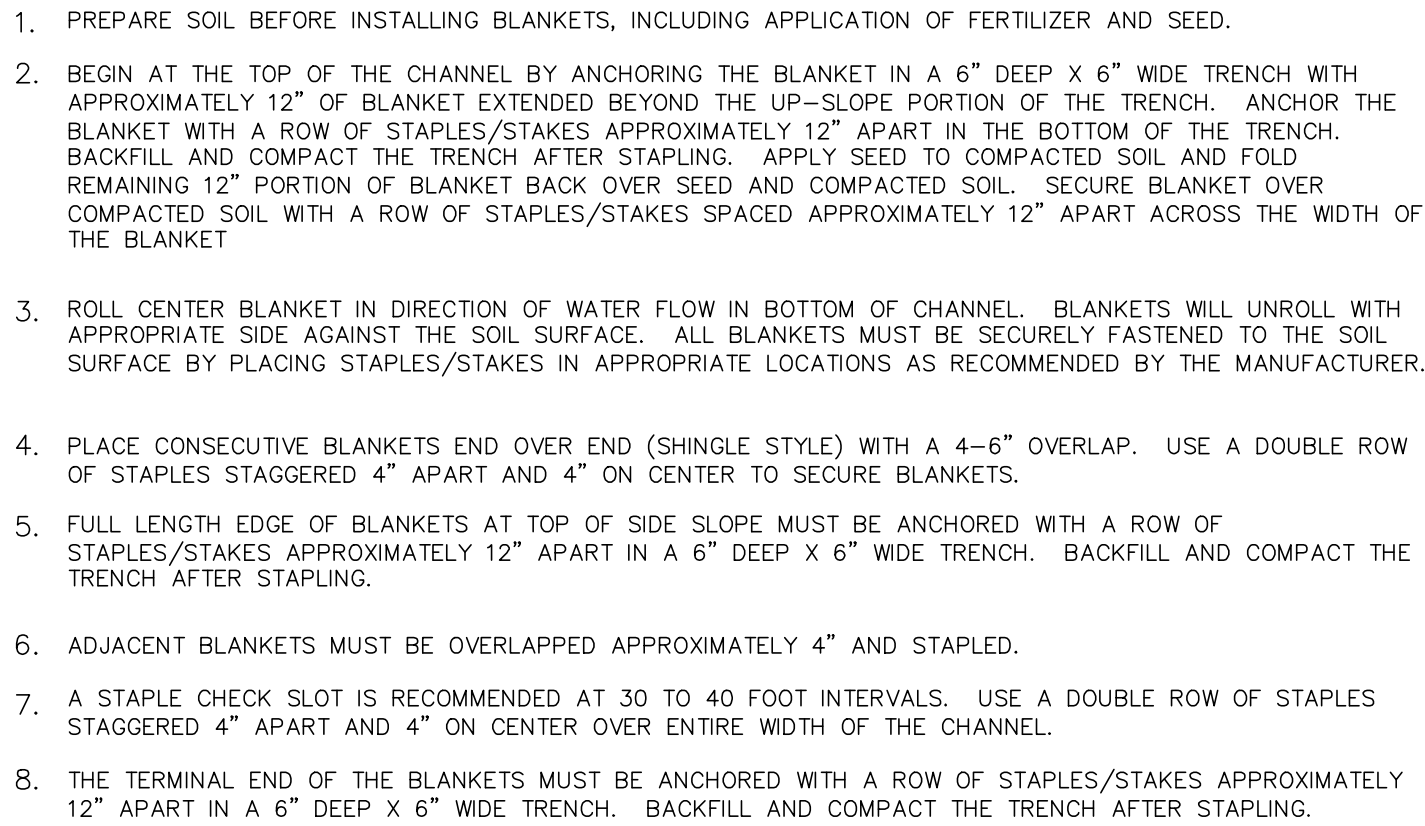 1. PREPARE SOIL BEFORE INSTALLING BLANKETS, INCLUDING APPLICATION OF FERTILIZER AND SEED.
2. BEGIN AT THE TOP OF THE CHANNEL BY ANCHORING THE BLANKET IN A 6” DEEP X 6” WIDE TRENCH WITH
APPROXIMATELY 12” OF BLANKET EXTENDED BEYOND THE UP–SLOPE PORTION OF THE TRENCH. ANCHOR THE
BLANKET WITH A ROW OF STAPLES/STAKES APPROXIMATELY 12” APART IN THE BOTTOM OF THE TRENCH.
BACKFILL AND COMPACT THE TRENCH AFTER STAPLING. APPLY SEED TO COMPACTED SOIL AND FOLD
REMAINING 12” PORTION OF BLANKET BACK OVER SEED AND COMPACTED SOIL. SECURE BLANKET OVER
COMPACTED SOIL WITH A ROW OF STAPLES/STAKES SPACED APPROXIMATELY 12” APART ACROSS THE WIDTH OF
THE BLANKET
3. ROLL CENTER BLANKET IN DIRECTION OF WATER FLOW IN BOTTOM OF CHANNEL. BLANKETS WILL UNROLL WITH
APPROPRIATE SIDE AGAINST THE SOIL SURFACE. ALL BLANKETS MUST BE SECURELY FASTENED TO THE SOIL
SURFACE BY PLACING STAPLES/STAKES IN APPROPRIATE LOCATIONS AS RECOMMENDED BY THE MANUFACTURER.
4. PLACE CONSECUTIVE BLANKETS END OVER END (SHINGLE STYLE) WITH A 4–6” OVERLAP. USE A DOUBLE ROW
OF STAPLES STAGGERED 4” APART AND 4” ON CENTER TO SECURE BLANKETS.
5. FULL LENGTH EDGE OF BLANKETS AT TOP OF SIDE SLOPE MUST BE ANCHORED WITH A ROW OF
STAPLES/STAKES APPROXIMATELY 12” APART IN A 6” DEEP X 6” WIDE TRENCH. BACKFILL AND COMPACT THE
TRENCH AFTER STAPLING.
6. ADJACENT BLANKETS MUST BE OVERLAPPED APPROXIMATELY 4” AND STAPLED.
7. A STAPLE CHECK SLOT IS RECOMMENDED AT 30 TO 40 FOOT INTERVALS. USE A DOUBLE ROW OF STAPLES
STAGGERED 4” APART AND 4” ON CENTER OVER ENTIRE WIDTH OF THE CHANNEL.
8. THE TERMINAL END OF THE BLANKETS MUST BE ANCHORED WITH A ROW OF STAPLES/STAKES APPROXIMATELY
12” APART IN A 6” DEEP X 6” WIDE TRENCH. BACKFILL AND COMPACT THE TRENCH AFTER STAPLING.